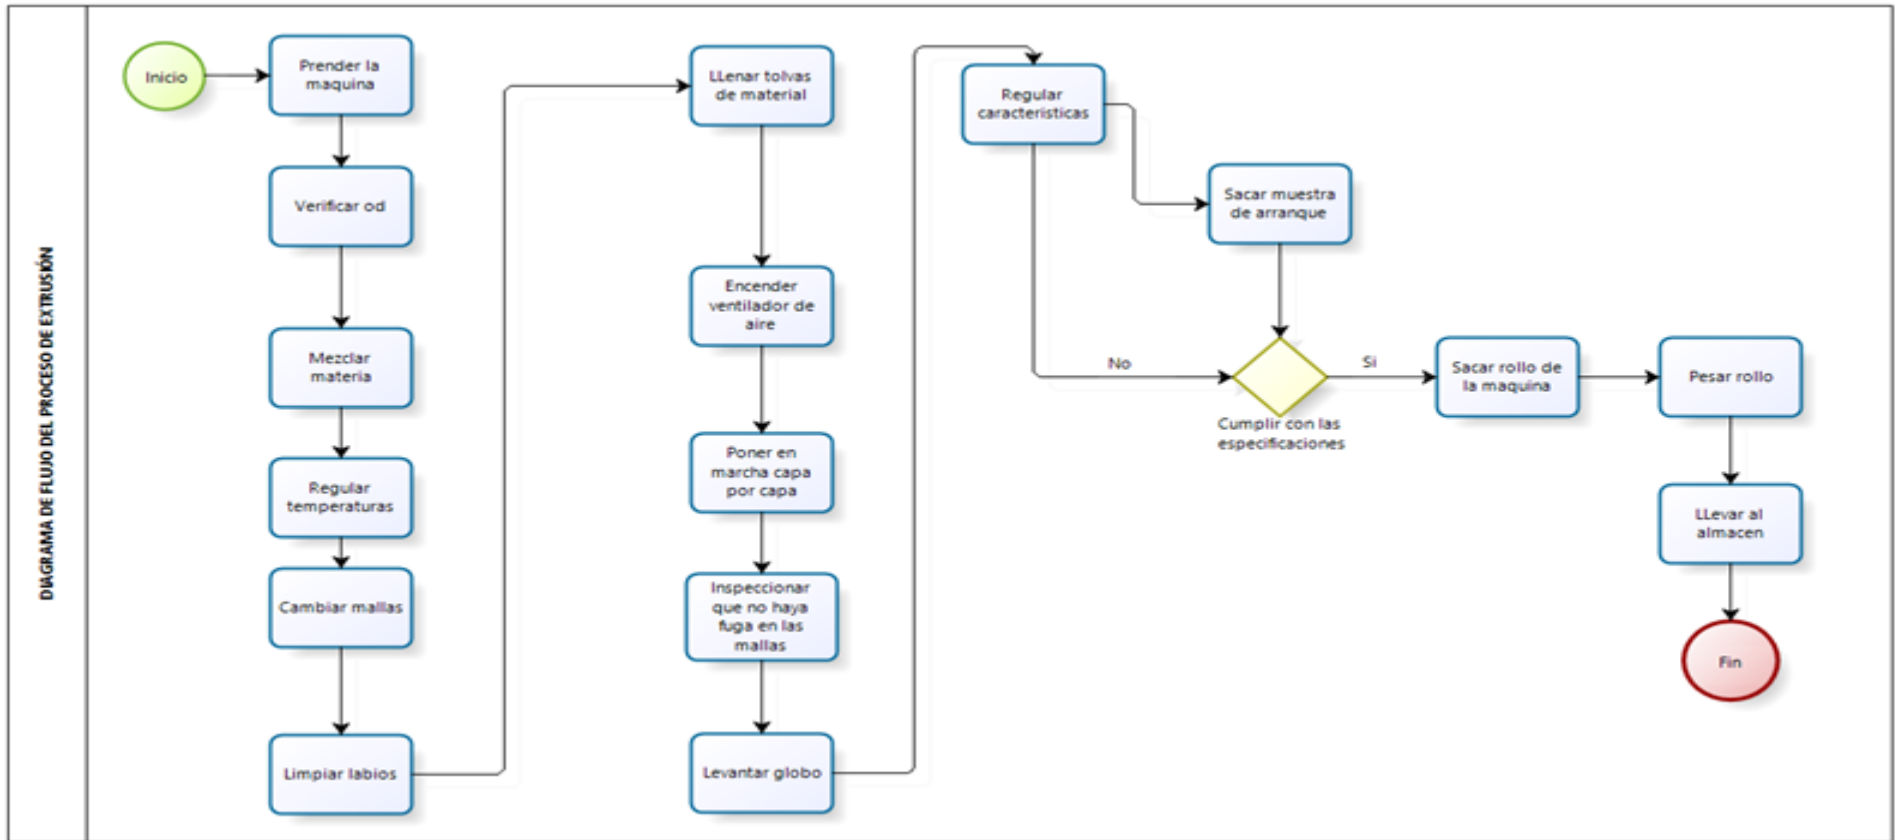 DIAGRAMA DE FLUJO DEL PROCESO DE EXTRUSIÓN
Inicio
Prender la
maquina
Verificar od
Mezclar
materia
Regular
temperaturas
Cambiar mallas
Limpiar labios
LLenar tolvas
de material
Encender
ventilador de
aire
Poner en
marcha capa
por capa
Inspeccionar
que no haya
fuga en las
mallas
Levantar globo
Regular
caracteristicas
Sacar muestra
de arranque
No
Si
Cumplir con las
especificaciones
Sacar rollo de
la maquina
Pesar rollo
LLevar al
almacen
Fin